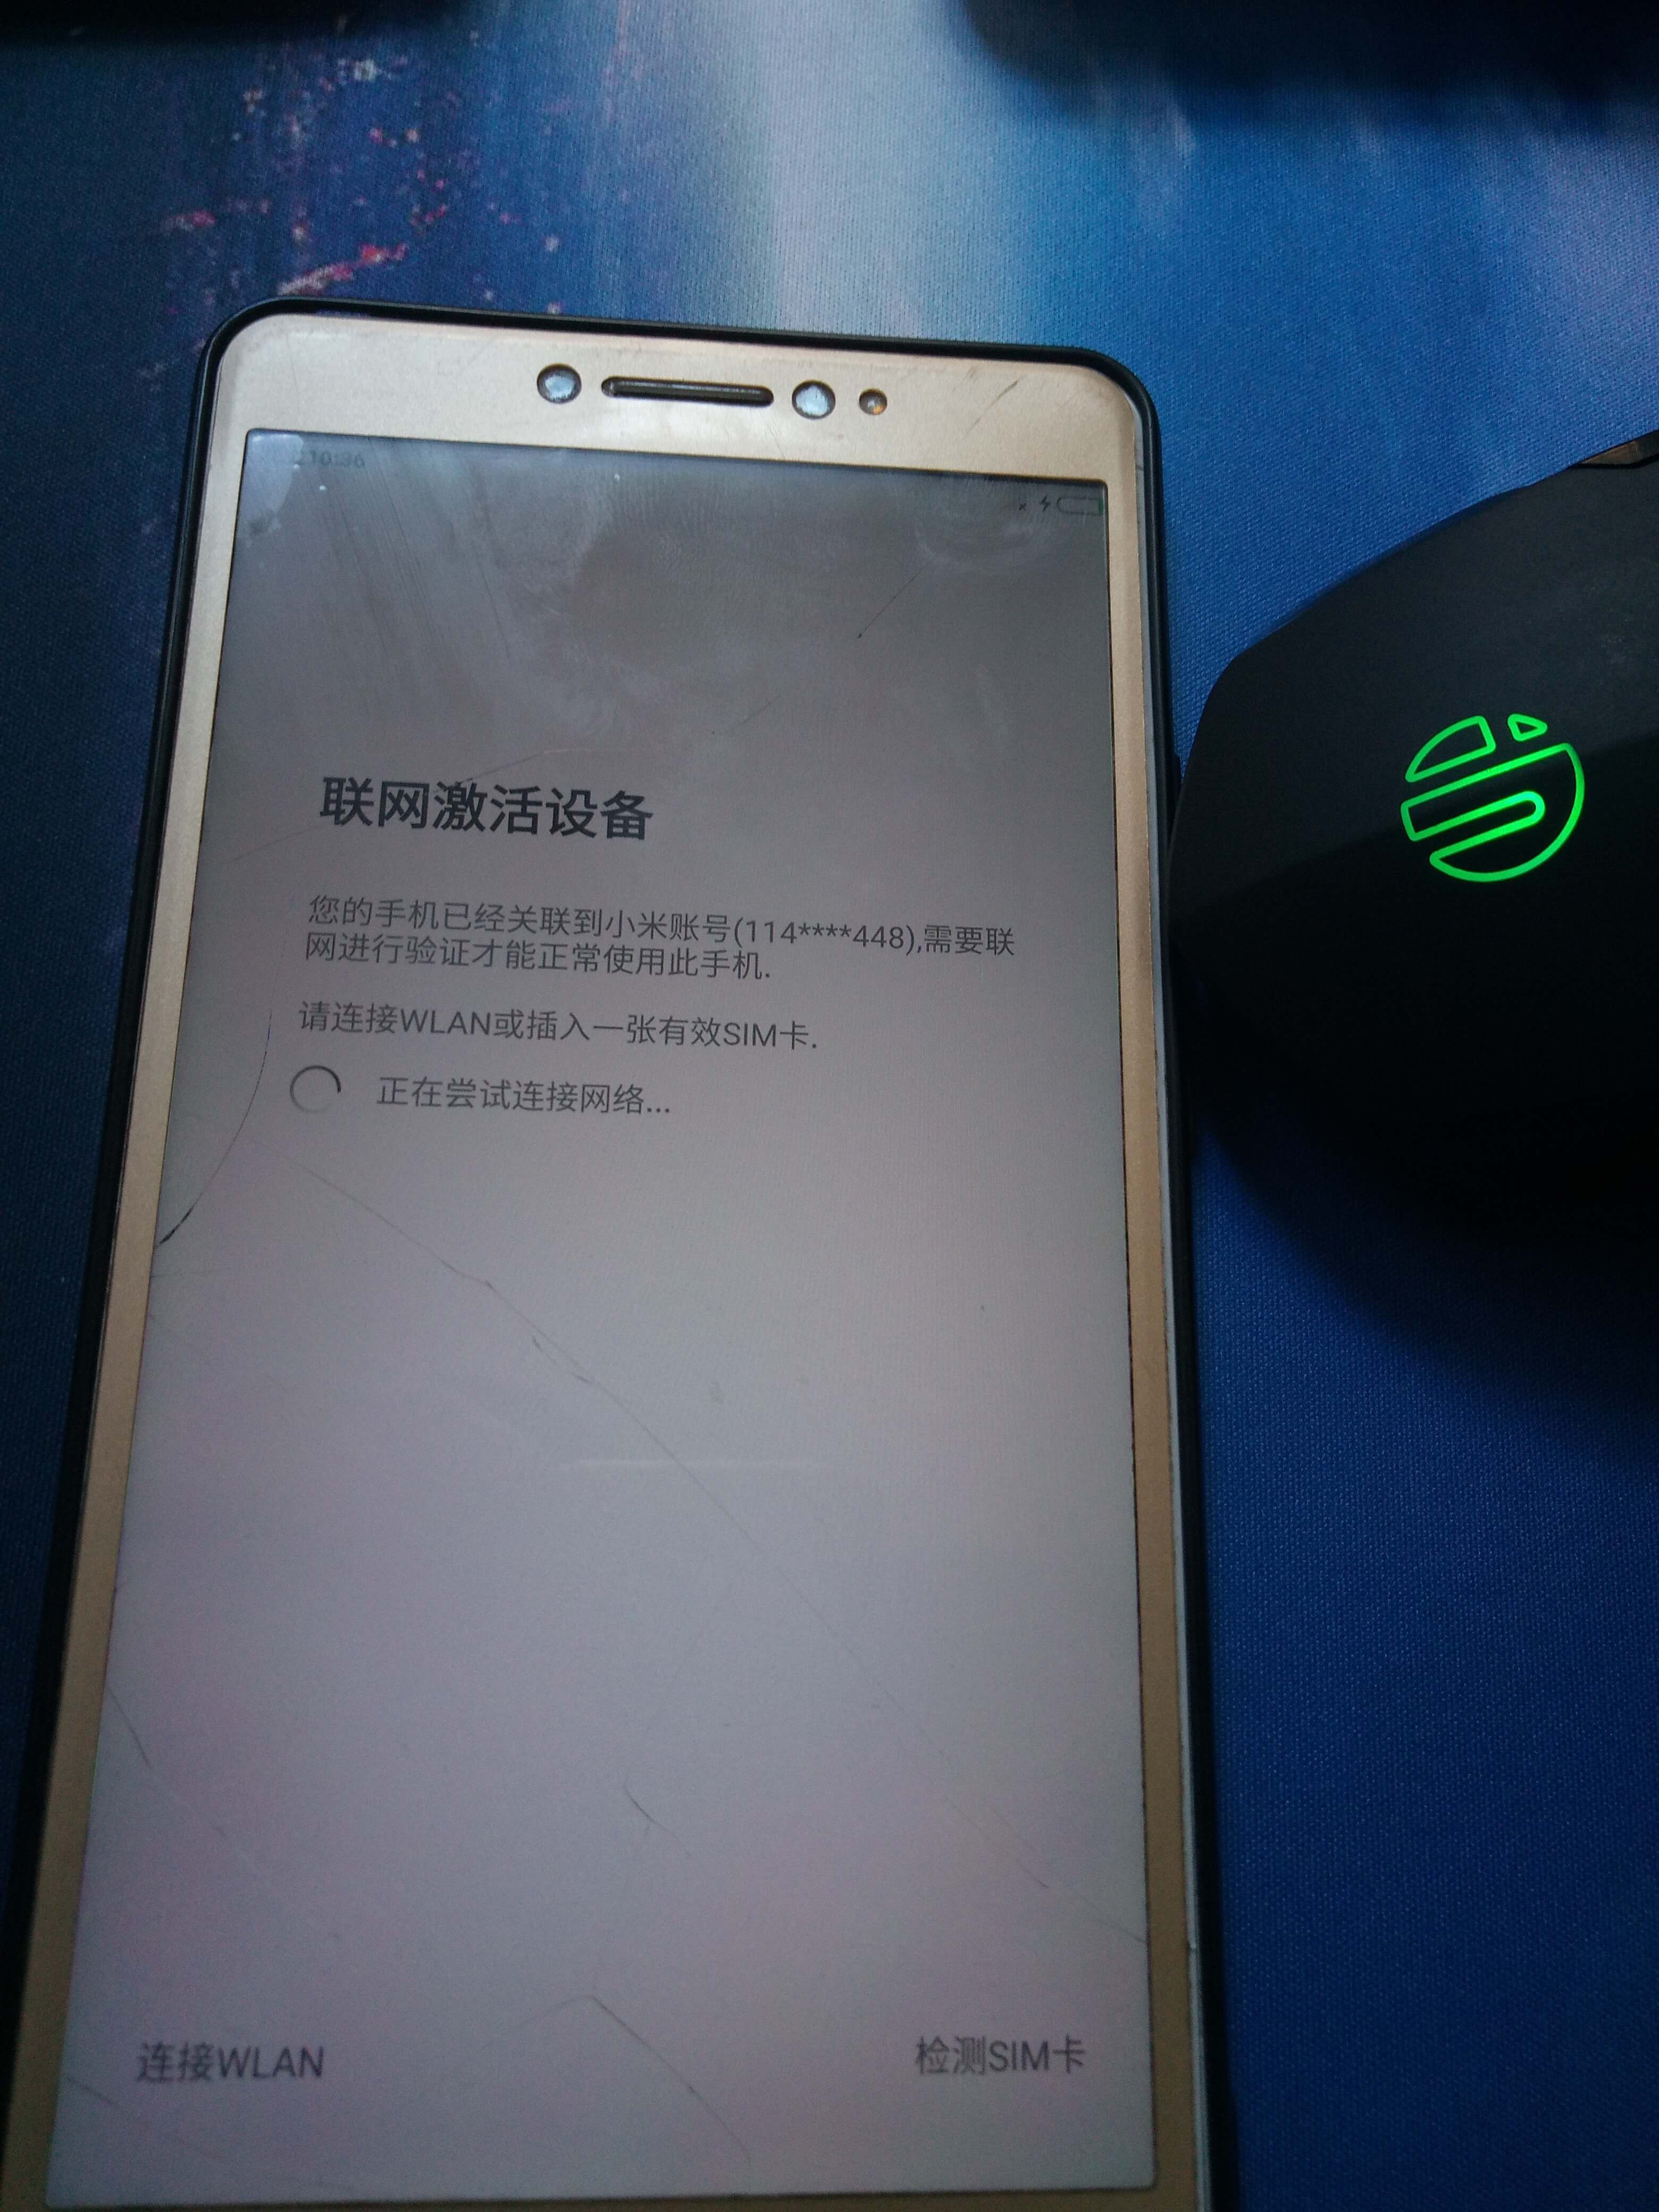 10:36
联网激活设备
您的手机已经关联到小米账号(114****448),需要联
网进行验证才能正常使用此手机.
请连接WLAN或插入一张有效SIM卡.
正在尝试连接网络...
连接WLAN
检测SIM卡